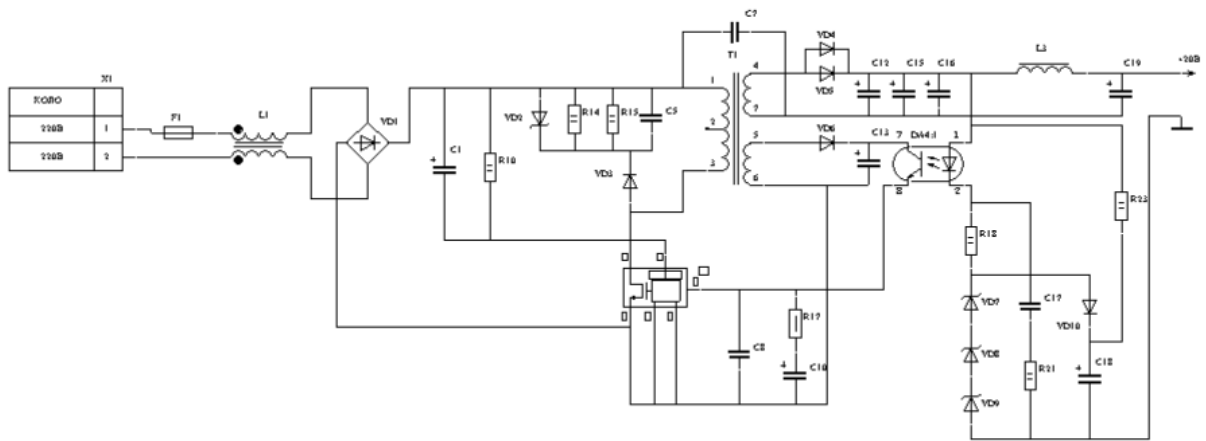 C7
T1
VD4
VD5
L2
C12
C15
C16
C19
+20В
X1
КОЛО
220В
1
220В
2
F1
L1
VD1
C1
R10
VD2
R14
R15
C5
VD3
1
2
3
4
7
5
6
VD6
C13
7
DA4:1
1
8
2
R18
R23
VD7
VD8
VD9
C17
R21
VD10
C18
C8
R17
C10